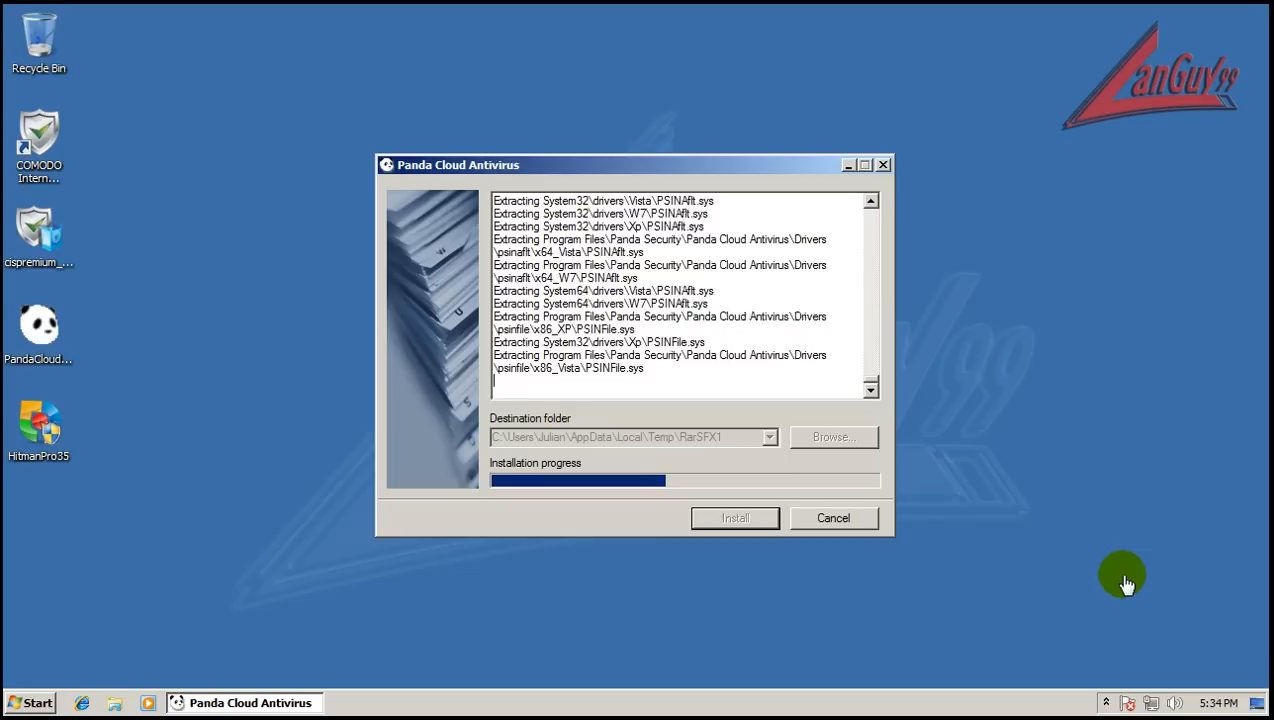 Recycle Bin
COMODO
Intern...
cispremium_...
PandaCloud...
HitmanPro35
LanGuy99
Panda Cloud Antivirus
Extracting System32\drivers\Vista\PSINAflt.sys
Extracting System32\drivers\W7\PSINAflt.sys
Extracting System32\drivers\Xp\PSINAflt.sys
Extracting Program Files\Panda Security\Panda Cloud Antivirus\Drivers
\psinaflt\x64_Vista\PSINAflt.sys
Extracting Program Files\Panda Security\Panda Cloud Antivirus\Drivers
\psinaflt\x64_W7\PSINAflt.sys
Extracting System64\drivers\Vista\PSINAflt.sys
Extracting System64\drivers\W7\PSINAflt.sys
Extracting Program Files\Panda Security\Panda Cloud Antivirus\Drivers
\psinfile\x86_XP\PSINFile.sys
Extracting System32\drivers\Xp\PSINFile.sys
Extracting Program Files\Panda Security\Panda Cloud Antivirus\Drivers
\psinfile\x86_Vista\PSINFile.sys
Destination folder
C:\Users\Julian\AppData\Local\Temp\RarSFX1
Browse...
Installation progress
Install
Cancel
W
U
S
Start
Panda Cloud Antivirus
5:34 PM